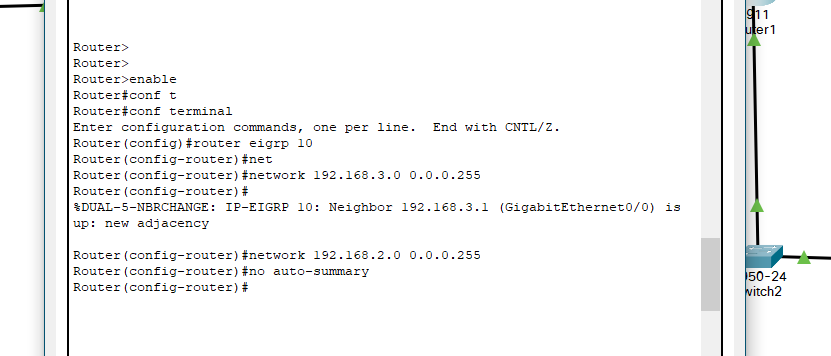 Router>
Router>
Router>enable
Router#conf t
Router#conf terminal
Enter configuration commands, one per line.  End with CNTL/Z.
Router(config)#router eigrp 10
Router(config-router)#net
Router(config-router)#network 192.168.3.0 0.0.0.255
Router(config-router)#
%DUAL-5-NBRCHANGE: IP-EIGRP 10: Neighbor 192.168.3.1 (GigabitEthernet0/0) is
up: new adjacency
Router(config-router)#network 192.168.2.0 0.0.0.255
Router(config-router)#no auto-summary
Router(config-router)#
911
uter1
50-24
witch2